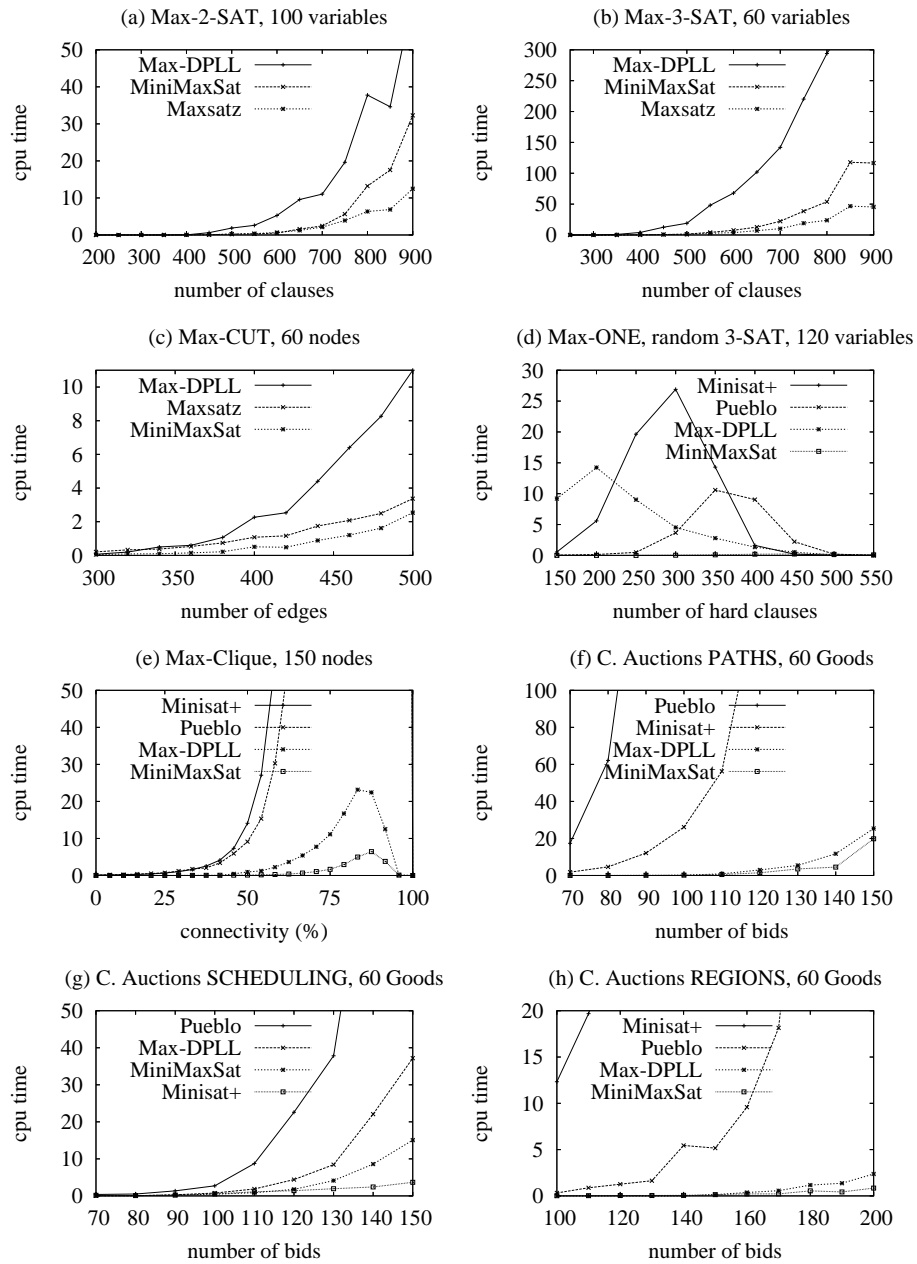 (a) Max-2-SAT, 100 variables
50
40
30
20
10
0
200 300 400 500 600 700 800 900
cpu time
number of clauses
Max-DPLL
MiniMaxSat
Maxsatz
(b) Max-3-SAT, 60 variables
300
250
200
150
100
50
0
300 400 500 600 700 800 900
cpu time
number of clauses
Max-DPLL
MiniMaxSat
Maxsatz
(c) Max-CUT, 60 nodes
10
8
6
4
2
0
300 340 380 420 460 500
cpu time
number of edges
Max-DPLL
Maxsatz
MiniMaxSat
(d) Max-ONE, random 3-SAT, 120 variables
30
25
20
15
10
5
0
150 200 250 300 350 400 450 500 550
cpu time
number of hard clauses
Minisat+
Pueblo
Max-DPLL
MiniMaxSat
(e) Max-Clique, 150 nodes
50
40
30
20
10
0
0 25 50 75 100
cpu time
connectivity (%)
Minisat+
Pueblo
Max-DPLL
MiniMaxSat
(f) C. Auctions PATHS, 60 Goods
100
80
60
40
20
0
70 80 90 100 110 120 130 140 150
cpu time
number of bids
Pueblo
Minisat+
Max-DPLL
MiniMaxSat
(g) C. Auctions SCHEDULING, 60 Goods
50
40
30
20
10
0
70 80 90 100 110 120 130 140 150
cpu time
number of bids
Pueblo
Max-DPLL
MiniMaxSat
Minisat+
(h) C. Auctions REGIONS, 60 Goods
20
15
10
5
0
100 120 140 160 180 200
cpu time
number of bids
Minisat+
Pueblo
Max-DPLL
MiniMaxSat